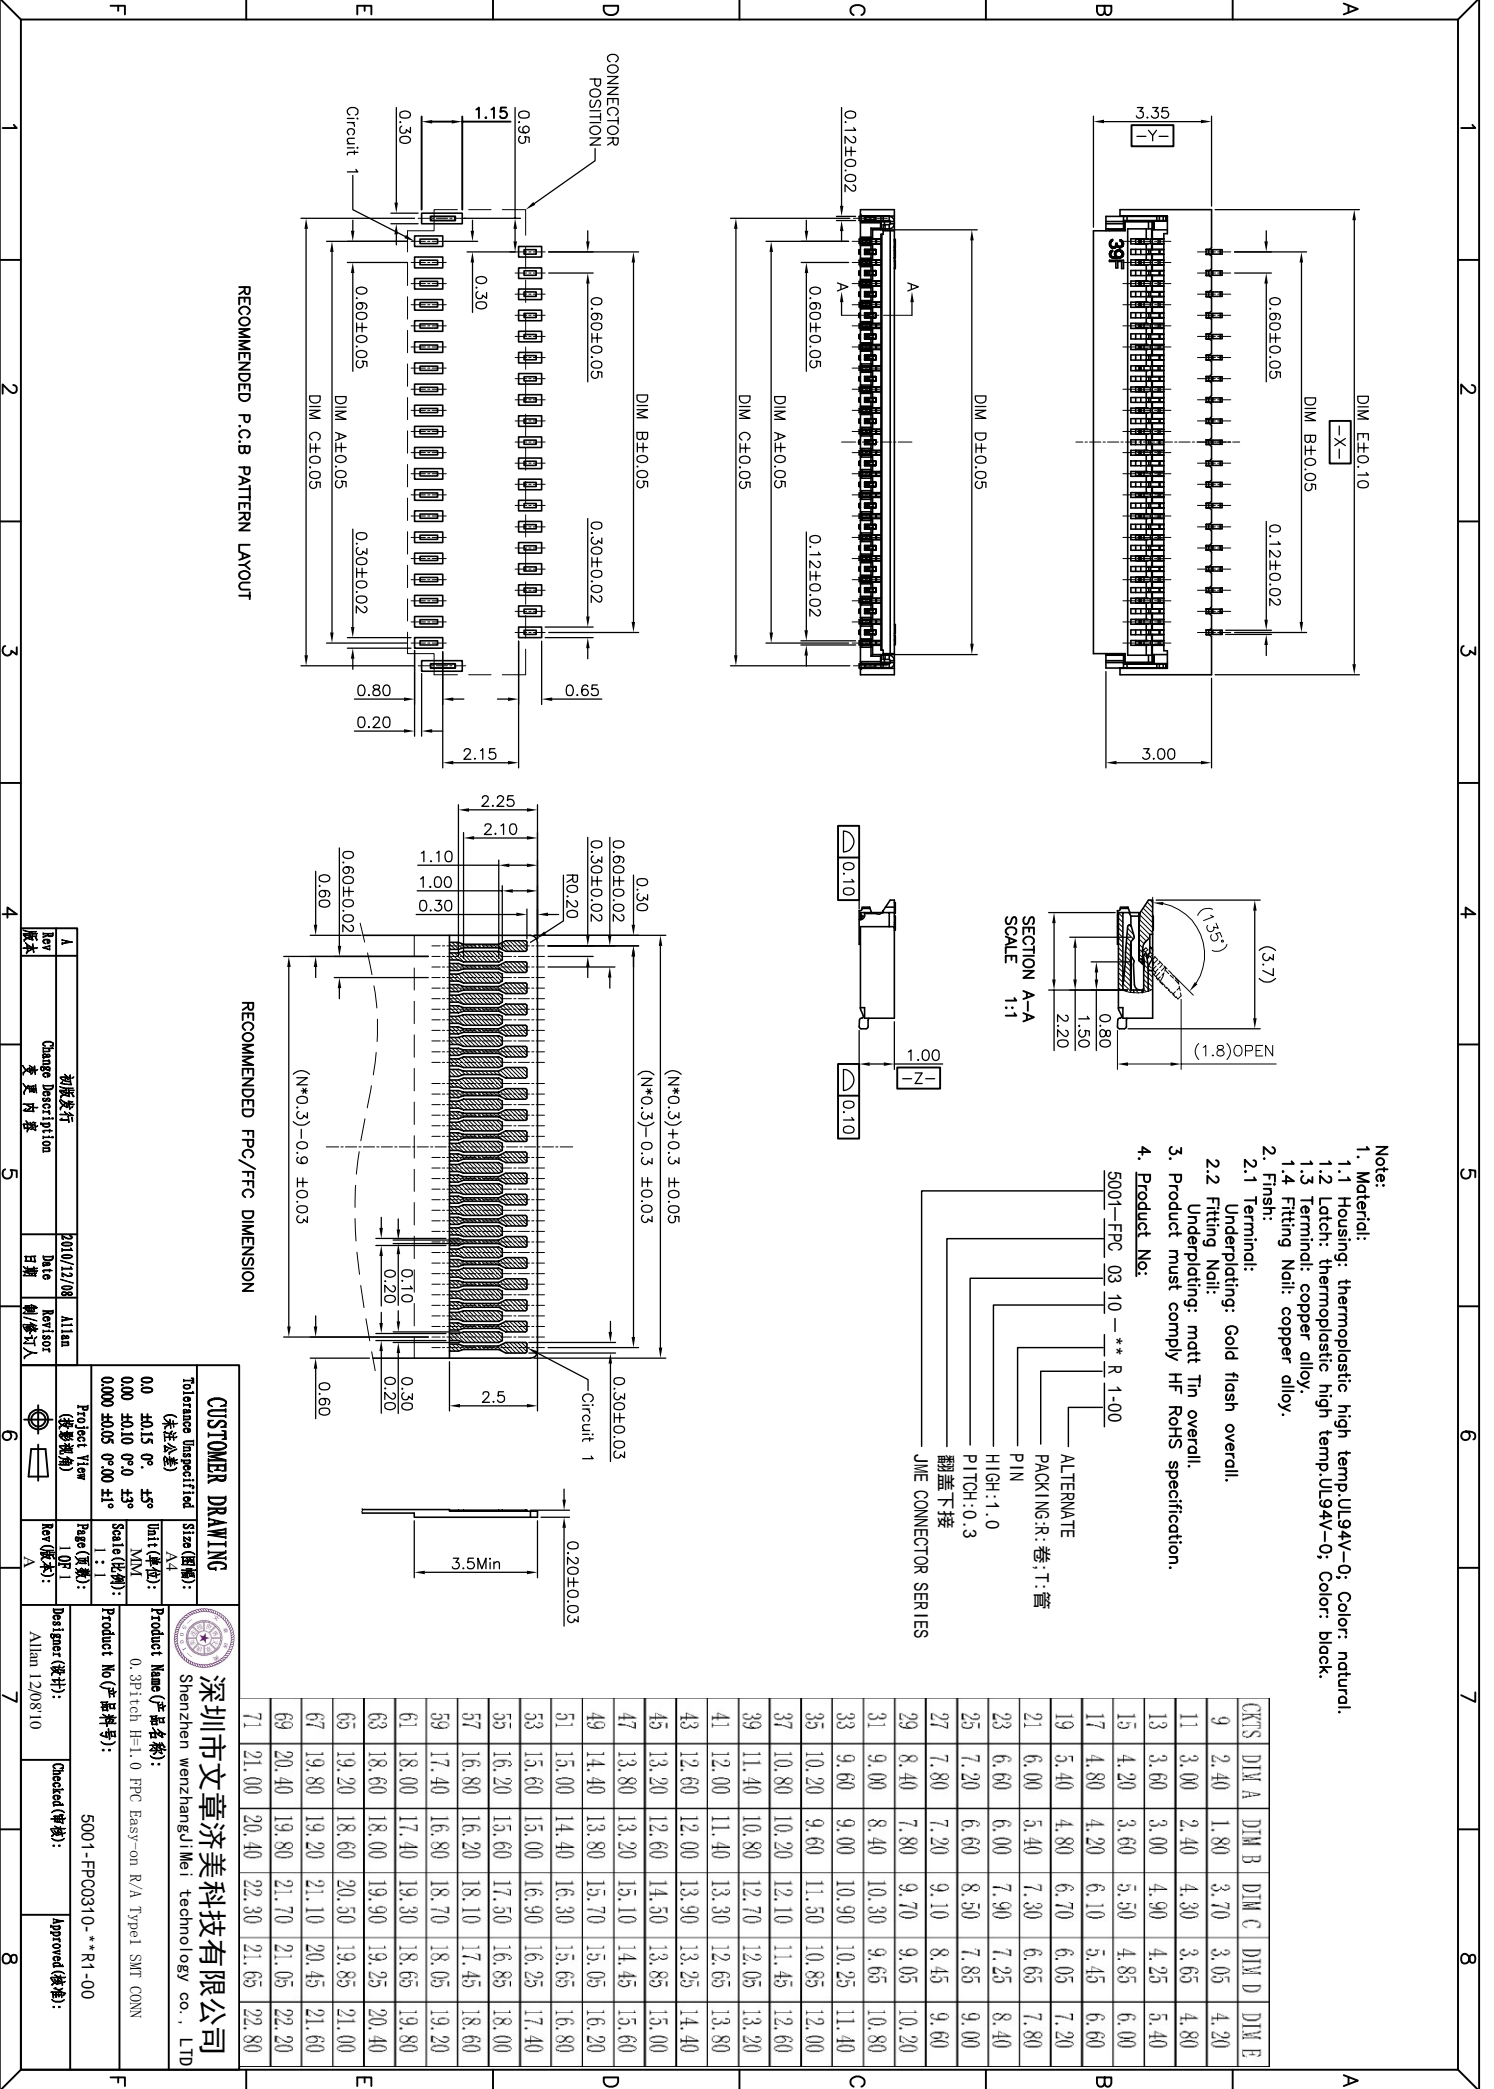 Note:
1. Material:
1.1 Housing: thermoplastic high temp.UL94V-0; Color: natural.
1.2 Latch: thermoplastic high temp.UL94V-0; Color: black.
1.3 Terminal: copper alloy.
1.4 Fitting Nail: copper alloy.
2. Finsh:
2.1 Terminal:
Underplating: Gold flash overall.
2.2 Fitting Nail:
Underplating: matt Tin overall.
3. Product must comply HF RoHS specification.
4. Product No:
5001-FPC 03 10 - ** R 1-00
ALTERNATE
PACKING:R:卷;T:管
PIN
HIGH:1.0
PITCH:0.3
翻盖下接
JME CONNECTOR SERIES
DIM E±0.10
-X-
DIM B±0.05
0.60±0.05
0.12±0.02
3.35
-Y-
39F
3.00
DIM D±0.05
A
A
0.12±0.02
0.60±0.05
0.12±0.02
DIM A±0.05
DIM C±0.05
(3.7)
(135°)
(1.8)OPEN
0.80
1.50
2.20
SECTION A-A
SCALE 1:1
0.10
1.00
-Z-
0.10
CONNECTOR
POSITION
DIM B±0.05
0.60±0.05
0.30±0.02
0.95
1.15
0.30
0.30
Circuit 1
0.60±0.05
0.30±0.02
DIM A±0.05
DIM C±0.05
0.65
0.80
0.20
2.15
RECOMMENDED P.C.B PATTERN LAYOUT
(N*0.3)+0.3 ±0.05
(N*0.3)-0.3 ±0.03
0.30
0.60±0.02
0.30±0.02
R0.20
2.25
2.10
1.10
1.00
0.30
0.60±0.02
0.60
0.30±0.03
Circuit 1
2.5
0.10
0.20
0.30
0.20
0.60
(N*0.3)-0.9 ±0.03
RECOMMENDED FPC/FFC DIMENSION
0.20±0.03
3.5Min
CKTS DIM A DIM B DIM C DIM D DIM E
9 2.40 1.80 3.70 3.05 4.20
11 3.00 2.40 4.30 3.65 4.80
13 3.60 3.00 4.90 4.25 5.40
15 4.20 3.60 5.50 4.85 6.00
17 4.80 4.20 6.10 5.45 6.60
19 5.40 4.80 6.70 6.05 7.20
21 6.00 5.40 7.30 6.65 7.80
23 6.60 6.00 7.90 7.25 8.40
25 7.20 6.60 8.50 7.85 9.00
27 7.80 7.20 9.10 8.45 9.60
29 8.40 7.80 9.70 9.05 10.20
31 9.00 8.40 10.30 9.65 10.80
33 9.60 9.00 10.90 10.25 11.40
35 10.20 9.60 11.50 10.85 12.00
37 10.80 10.20 12.10 11.45 12.60
39 11.40 10.80 12.70 12.05 13.20
41 12.00 11.40 13.30 12.65 13.80
43 12.60 12.00 13.90 13.25 14.40
45 13.20 12.60 14.50 13.85 15.00
47 13.80 13.20 15.10 14.45 15.60
49 14.40 13.80 15.70 15.05 16.20
51 15.00 14.40 16.30 15.65 16.80
53 15.60 15.00 16.90 16.25 17.40
55 16.20 15.60 17.50 16.85 18.00
57 16.80 16.20 18.10 17.45 18.60
59 17.40 16.80 18.70 18.05 19.20
61 18.00 17.40 19.30 18.65 19.80
63 18.60 18.00 19.90 19.25 20.40
65 19.20 18.60 20.50 19.85 21.00
67 19.80 19.20 21.10 20.45 21.60
69 20.40 19.80 21.70 21.05 22.20
71 21.00 20.40 22.30 21.65 22.80
A 初版发行 2010/12/08 Allan
Rev Change Description Date Revisor
版本 变更内容 日期 制/修订人
CUSTOMER DRAWING
Tolerance Unspecified
(未注公差)
0.0 ±0.15 0°. ±5°
0.00 ±0.10 0°.0 ±3°
0.000 ±0.05 0°.00 ±1°
Project View
(投影视角)
Size(图幅):
A4
Unit(单位):
MM
Scale(比例):
1:1
Page(页数):
1 OF 1
Rev(版本):
A
深圳市文章济美科技有限公司
Shenzhen wenzhangJiMei technology co., LTD
Product Name(产品名称):
0.3Pitch H=1.0 FPC Easy-on R/A Type1 SMT CONN
Product No(产品料号):
5001-FPC0310-**R1-00
Designer(设计):
Allan 12/08'10
Checked(审核):
Approved(核准):
1 2 3 4 5 6 7 8
1 2 3 4 5 6 7 8
A B C D E F
A B C D E F